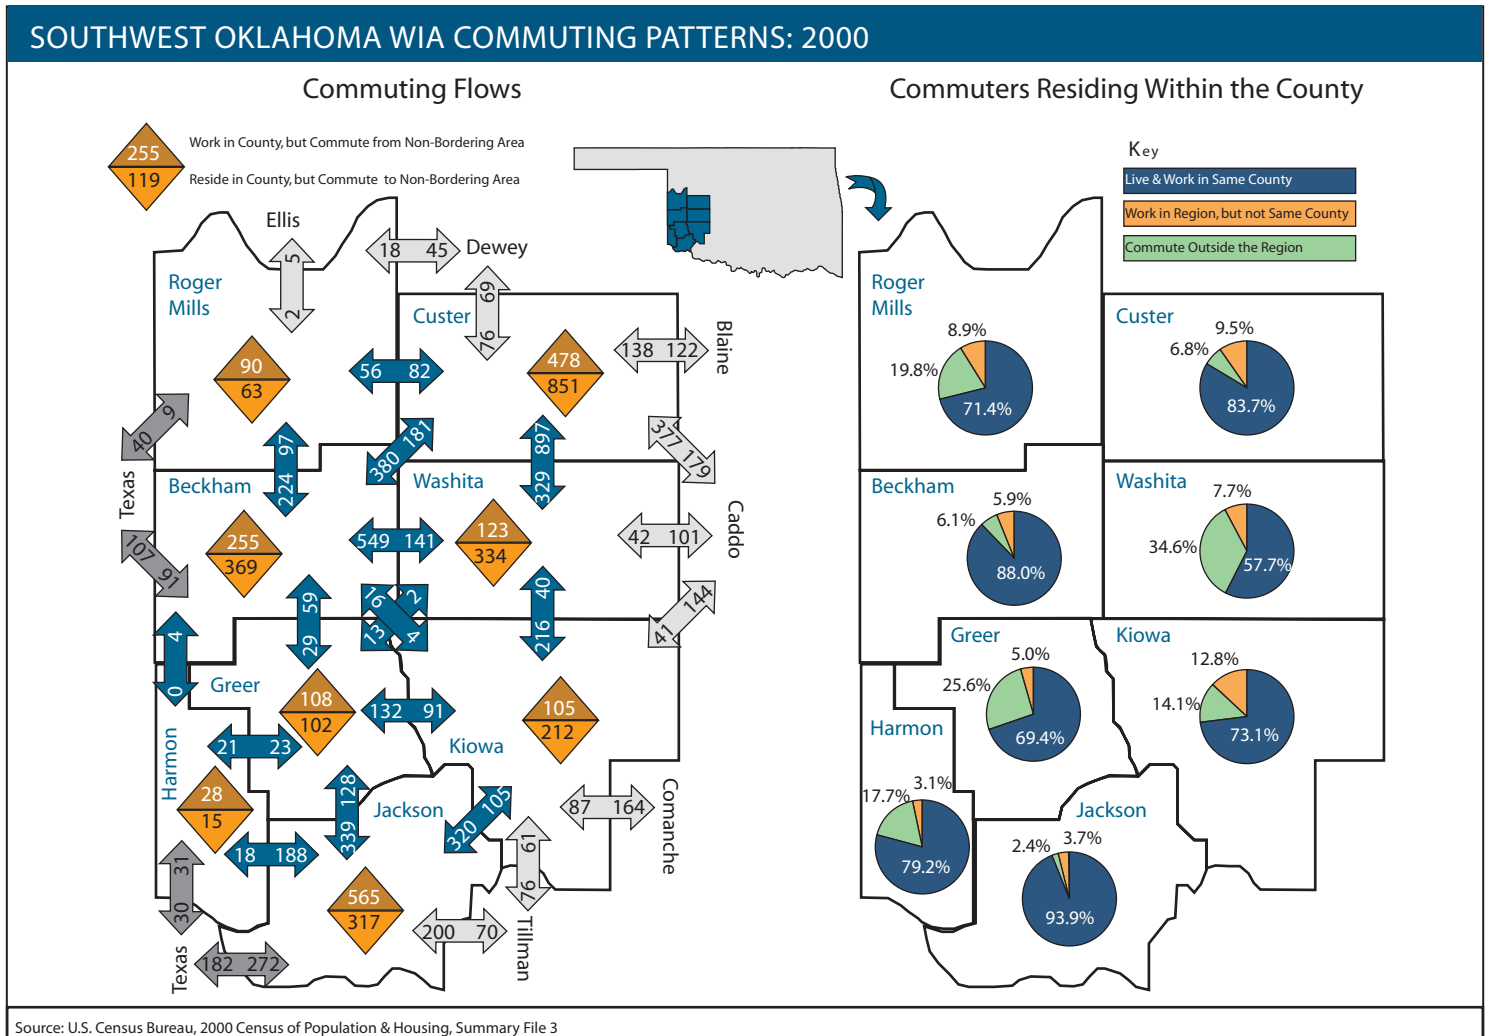 SOUTHWEST OKLAHOMA WIA COMMUTING PATTERNS: 2000
Commuting Flows
255
119
Work in County, but Commute from Non-Bordering Area
Reside in County, but Commute to Non-Bordering Area
Ellis
5
2
18 45
Dewey
69
76
Roger
Mills
Custer
90
63
56 82
478
851
138 122
Blaine
40 9
Texas
97
224
380 181
897
329
377 179
Beckham
Washita
255
369
549 141
123
334
42 101
Caddo
107 91
59
29
16 4
13 2
40
216
41 144
4
0
Greer
108
102
132 91
105
212
Harmon
21 23
Kiowa
28
15
128
339
Jackson
320 105
87 164
Comanche
18 188
61
76
31
30
565
317
200 70
Tillman
Texas
182 272
Commuters Residing Within the County
Key
Live & Work in Same County
Work in Region, but not Same County
Commute Outside the Region
Roger
Mills
8.9%
19.8%
71.4%
Custer
9.5%
6.8%
83.7%
Beckham
5.9%
6.1%
88.0%
Washita
7.7%
34.6%
57.7%
Greer
5.0%
25.6%
69.4%
Kiowa
12.8%
14.1%
73.1%
Harmon
3.1%
17.7%
79.2%
Jackson
3.7%
2.4%
93.9%
Source: U.S. Census Bureau, 2000 Census of Population & Housing, Summary File 3